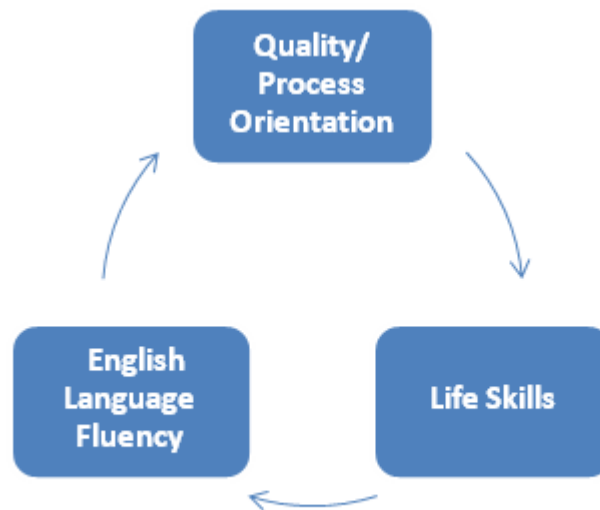 Quality/
Process
Orientation
Life Skills
English
Language
Fluency